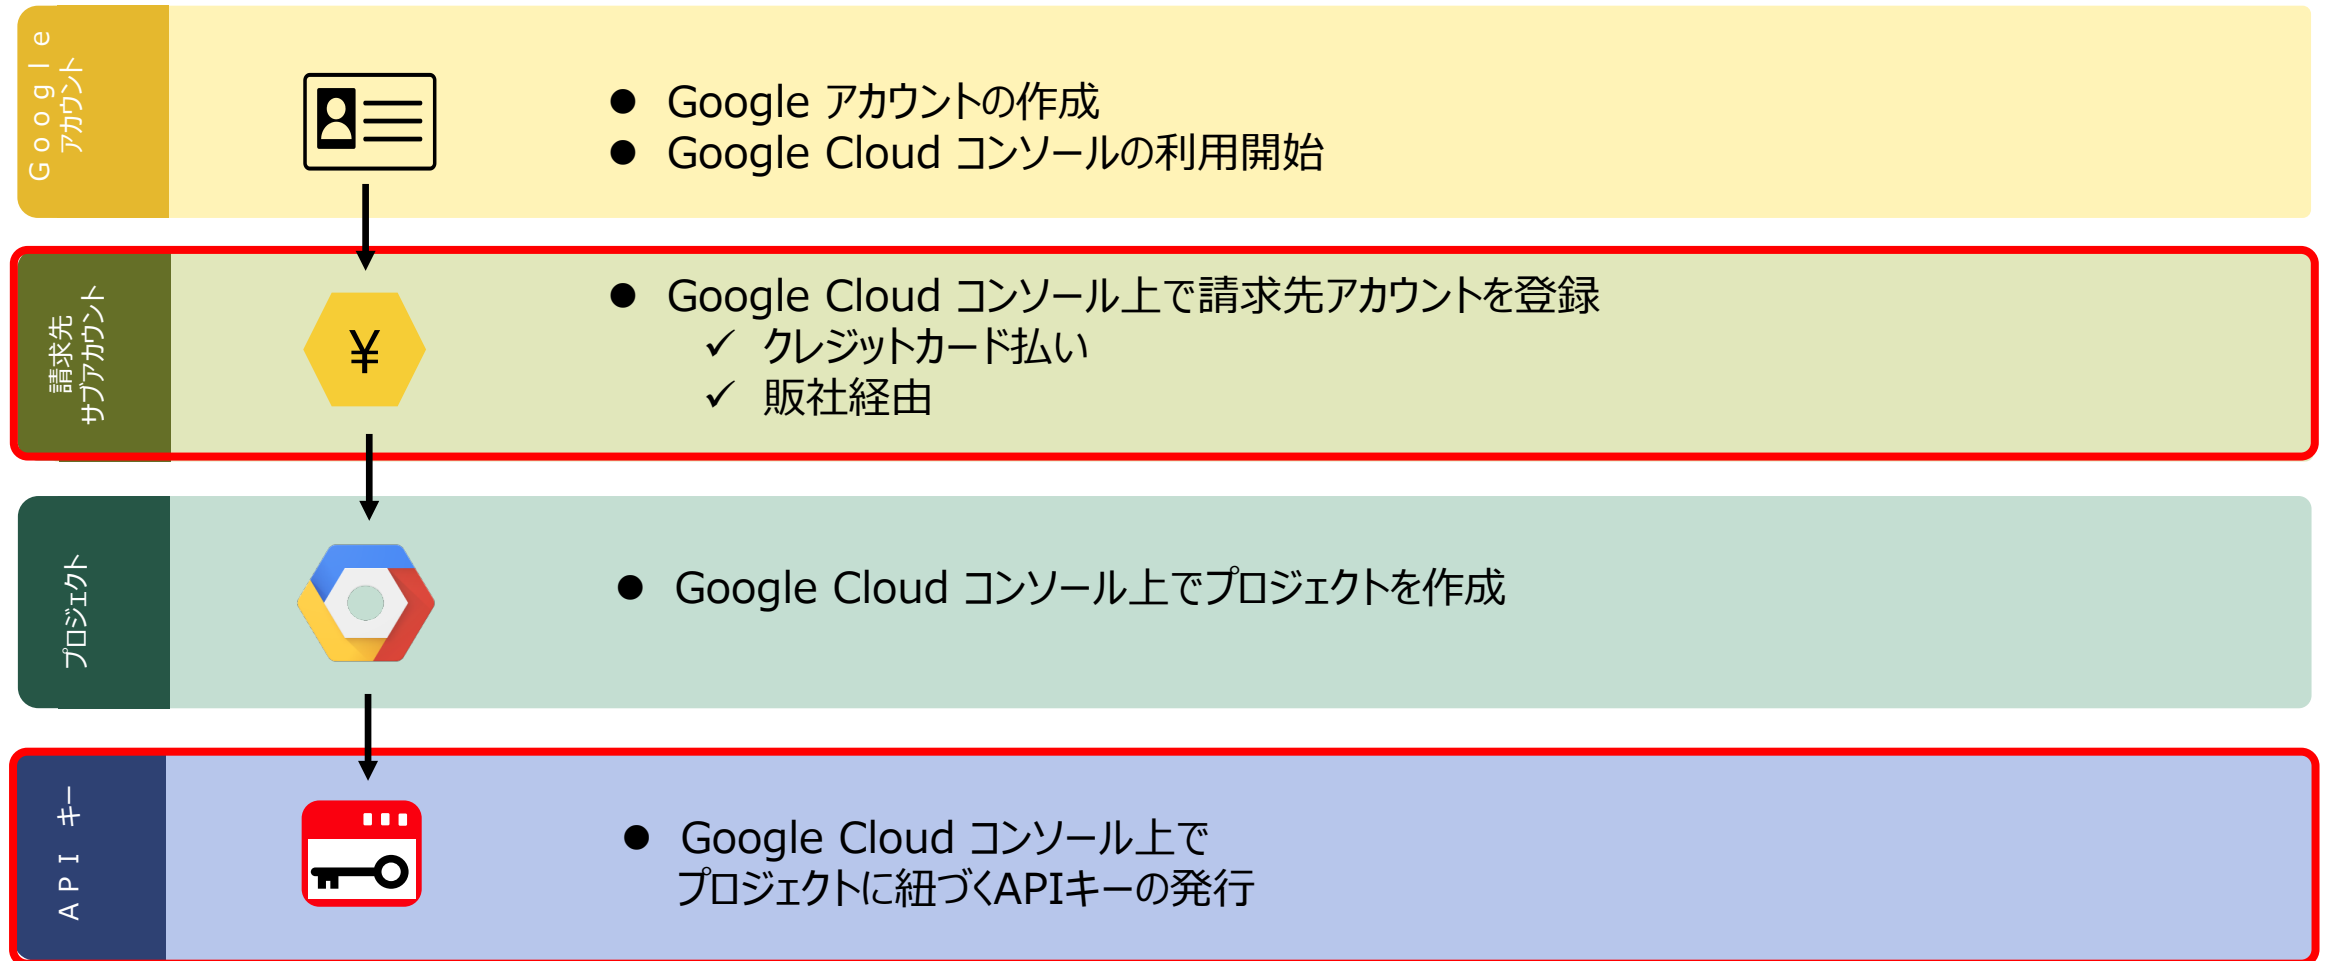 Google
アカウント
● Google アカウントの作成
● Google Cloud コンソールの利用開始
請求先
サブアカウント
¥
● Google Cloud コンソール上で請求先アカウントを登録
✓ クレジットカード払い
✓ 販社経由
プロジェクト
● Google Cloud コンソール上でプロジェクトを作成
API キー
● Google Cloud コンソール上で
プロジェクトに紐づくAPIキーの発行